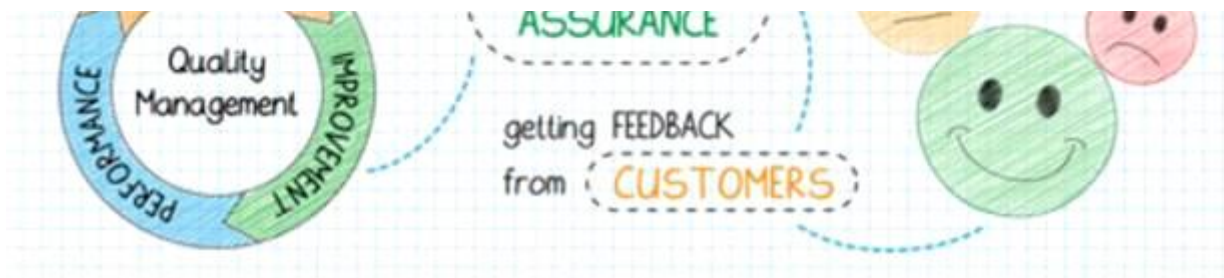 Quality
Management
PERFORMANCE
IMPROVEMENT
ASSURANCE
getting FEEDBACK
from CUSTOMERS